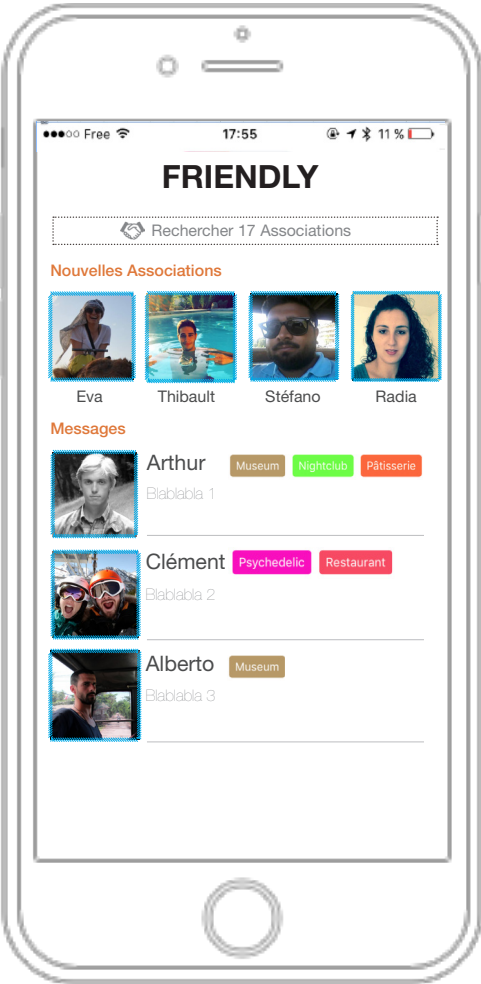 Free 17:55 11 %
FRIENDLY
Rechercher 17 Associations
Nouvelles Associations
Eva Thibault Stéfano Radia
Messages
Arthur Museum Nightclub Pâtisserie
Blablabla 1
Clément Psychedelic Restaurant
Blablabla 2
Alberto Museum
Blablabla 3